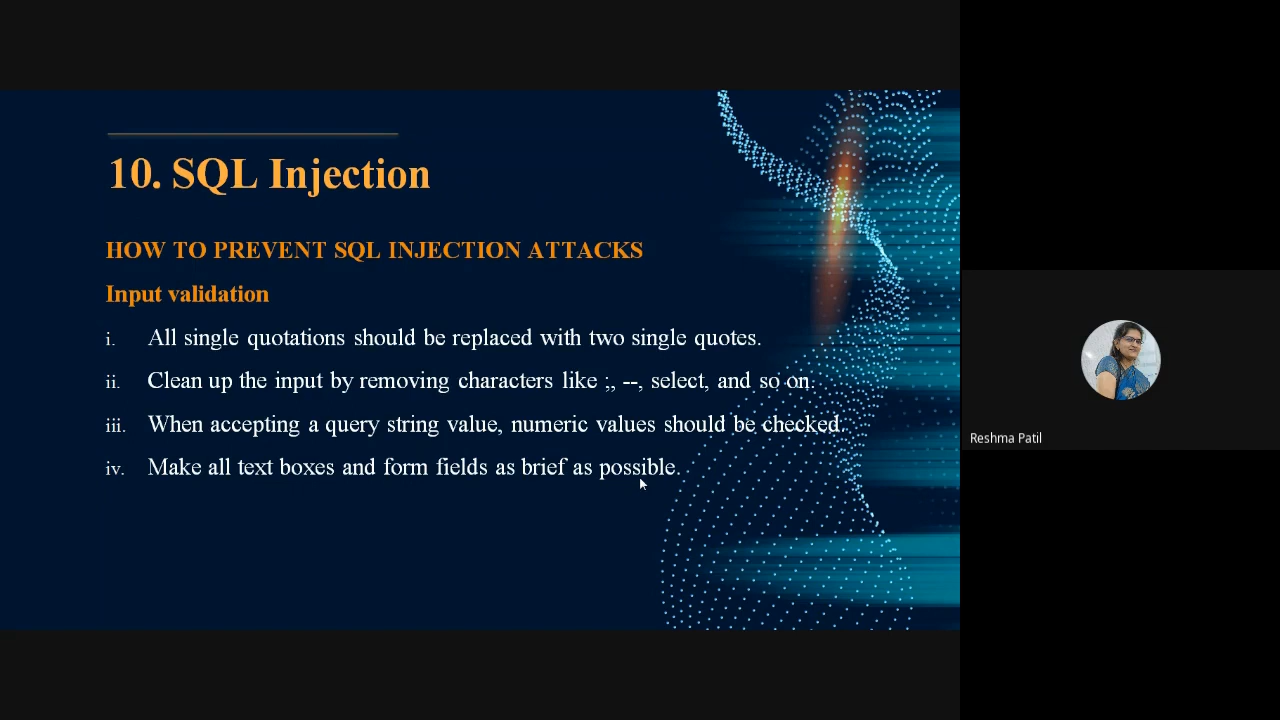 10. SQL Injection
HOW TO PREVENT SQL INJECTION ATTACKS
Input validation
i. All single quotations should be replaced with two single quotes.
ii. Clean up the input by removing characters like ;, --, select, and so on.
iii. When accepting a query string value, numeric values should be checked.
iv. Make all text boxes and form fields as brief as possible.
Reshma Patil